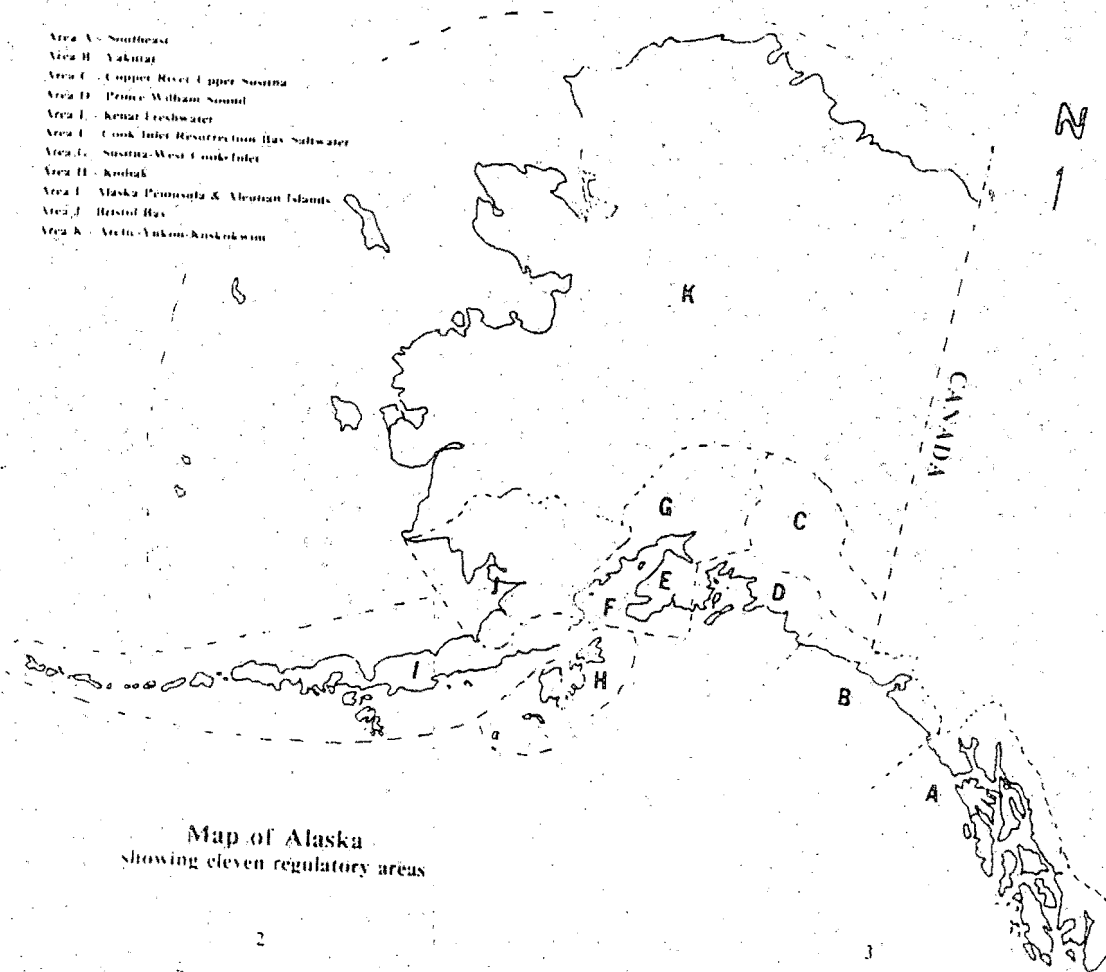 Area A - Southeast
Area B - Yakutat
Area C - Copper River Upper Susitna
Area D - Prince William Sound
Area E - Kenai Freshwater
Area F - Cook Inlet Resurrection Bay Saltwater
Area G - Susitna-West Cook Inlet
Area H - Kodiak
Area I - Alaska Peninsula & Aleutian Islands
Area J - Bristol Bay
Area K - Arctic-Yukon-Kuskokwim
N
K
CANADA
G
C
J
E
F
D
I
H
B
a
A
Map of Alaska
showing eleven regulatory areas
2
3